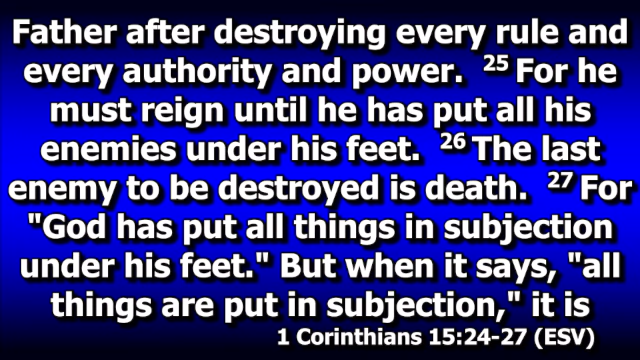 Father after destroying every rule and
every authority and power. 25 For he
must reign until he has put all his
enemies under his feet. 26 The last
enemy to be destroyed is death. 27 For
"God has put all things in subjection
under his feet." But when it says, "all
things are put in subjection," it is
1 Corinthians 15:24-27 (ESV)